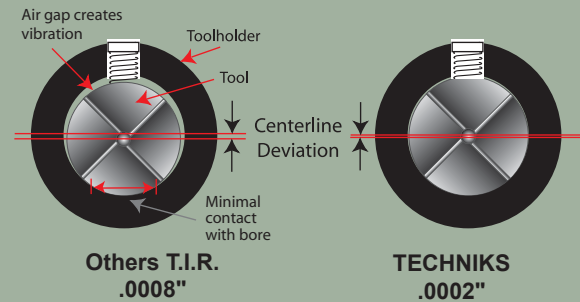 Air gap creates
vibration
Toolholder
Tool
Centerline
Deviation
Minimal
contact
with bore
Others T.I.R.
.0008"
TECHNIKS
.0002"